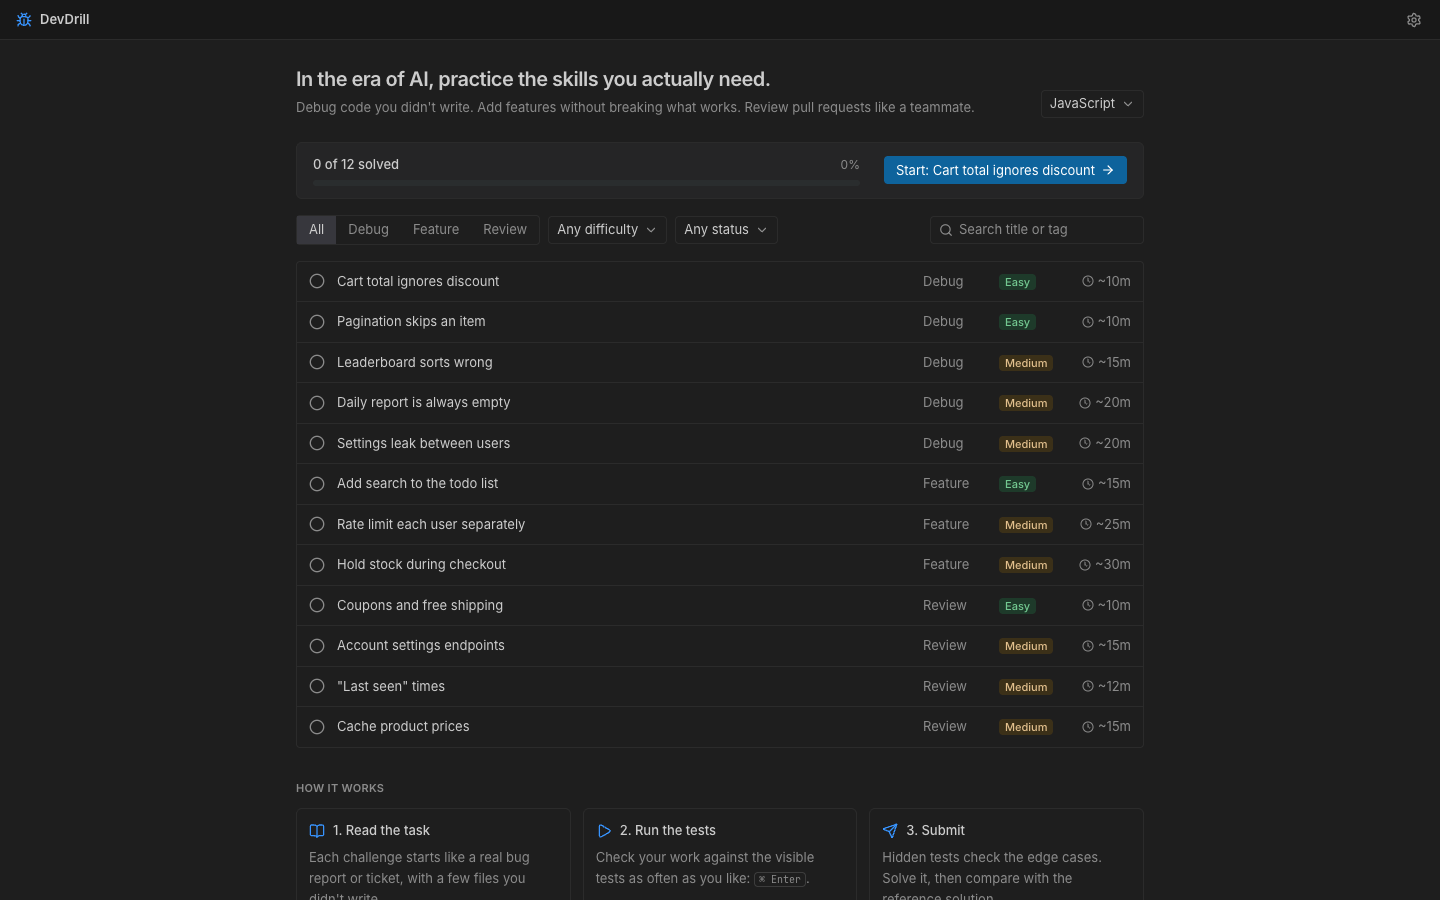 DevDrill
In the era of AI, practice the skills you actually need.
Debug code you didn't write. Add features without breaking what works. Review pull requests like a teammate.
JavaScript
0 of 12 solved
0%
Start: Cart total ignores discount
All Debug Feature Review Any difficulty Any status Search title or tag
Cart total ignores discount Debug Easy ~10m
Pagination skips an item Debug Easy ~10m
Leaderboard sorts wrong Debug Medium ~15m
Daily report is always empty Debug Medium ~20m
Settings leak between users Debug Medium ~20m
Add search to the todo list Feature Easy ~15m
Rate limit each user separately Feature Medium ~25m
Hold stock during checkout Feature Medium ~30m
Coupons and free shipping Review Easy ~10m
Account settings endpoints Review Medium ~15m
"Last seen" times Review Medium ~12m
Cache product prices Review Medium ~15m
HOW IT WORKS
1. Read the task
Each challenge starts like a real bug
report or ticket, with a few files you
didn't write.
2. Run the tests
Check your work against the visible
tests as often as you like: ⌘ Enter.
3. Submit
Hidden tests check the edge cases.
Solve it, then compare with the
reference solution.